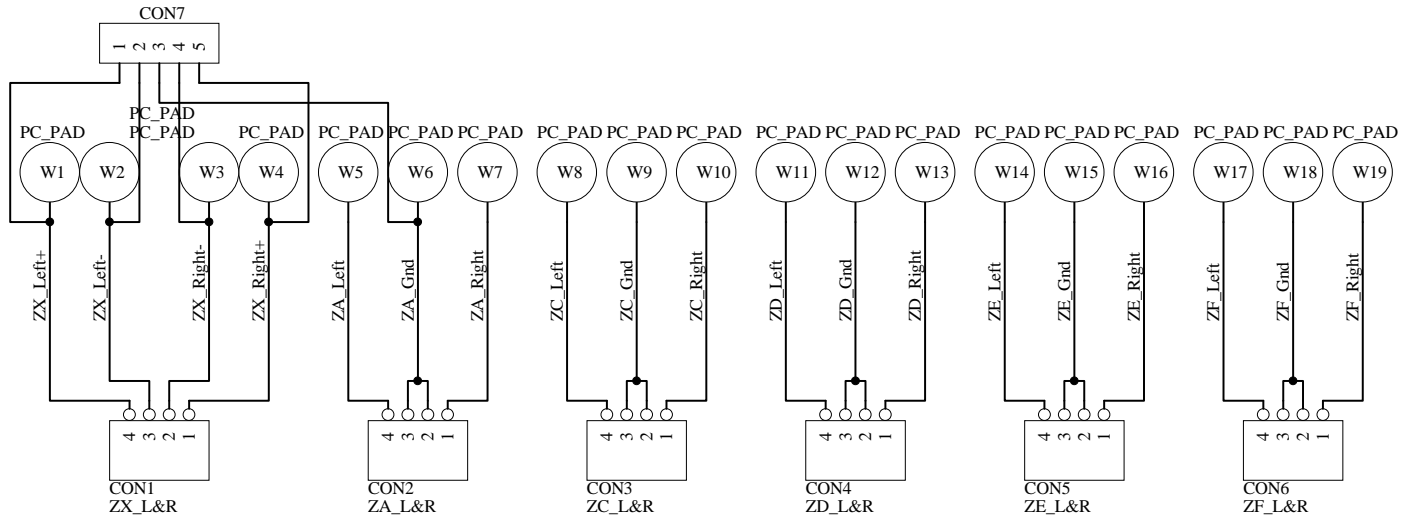 CON7
1 2 3 4 5
PC_PAD
PC_PAD PC_PAD PC_PAD PC_PAD PC_PAD PC_PAD PC_PAD PC_PAD PC_PAD PC_PAD PC_PAD PC_PAD PC_PAD PC_PAD PC_PAD PC_PAD PC_PAD PC_PAD
W1 W2 W3 W4 W5 W6 W7 W8 W9 W10 W11 W12 W13 W14 W15 W16 W17 W18 W19
ZX_Left+
ZX_Left-
ZX_Right-
ZX_Right+
ZA_Left
ZA_Gnd
ZA_Right
ZC_Left
ZC_Gnd
ZC_Right
ZD_Left
ZD_Gnd
ZD_Right
ZE_Left
ZE_Gnd
ZE_Right
ZF_Left
ZF_Gnd
ZF_Right
4 3 2 1 4 3 2 1 4 3 2 1 4 3 2 1 4 3 2 1 4 3 2 1
CON1 CON2 CON3 CON4 CON5 CON6
ZX_L&R ZA_L&R ZC_L&R ZD_L&R ZE_L&R ZF_L&R